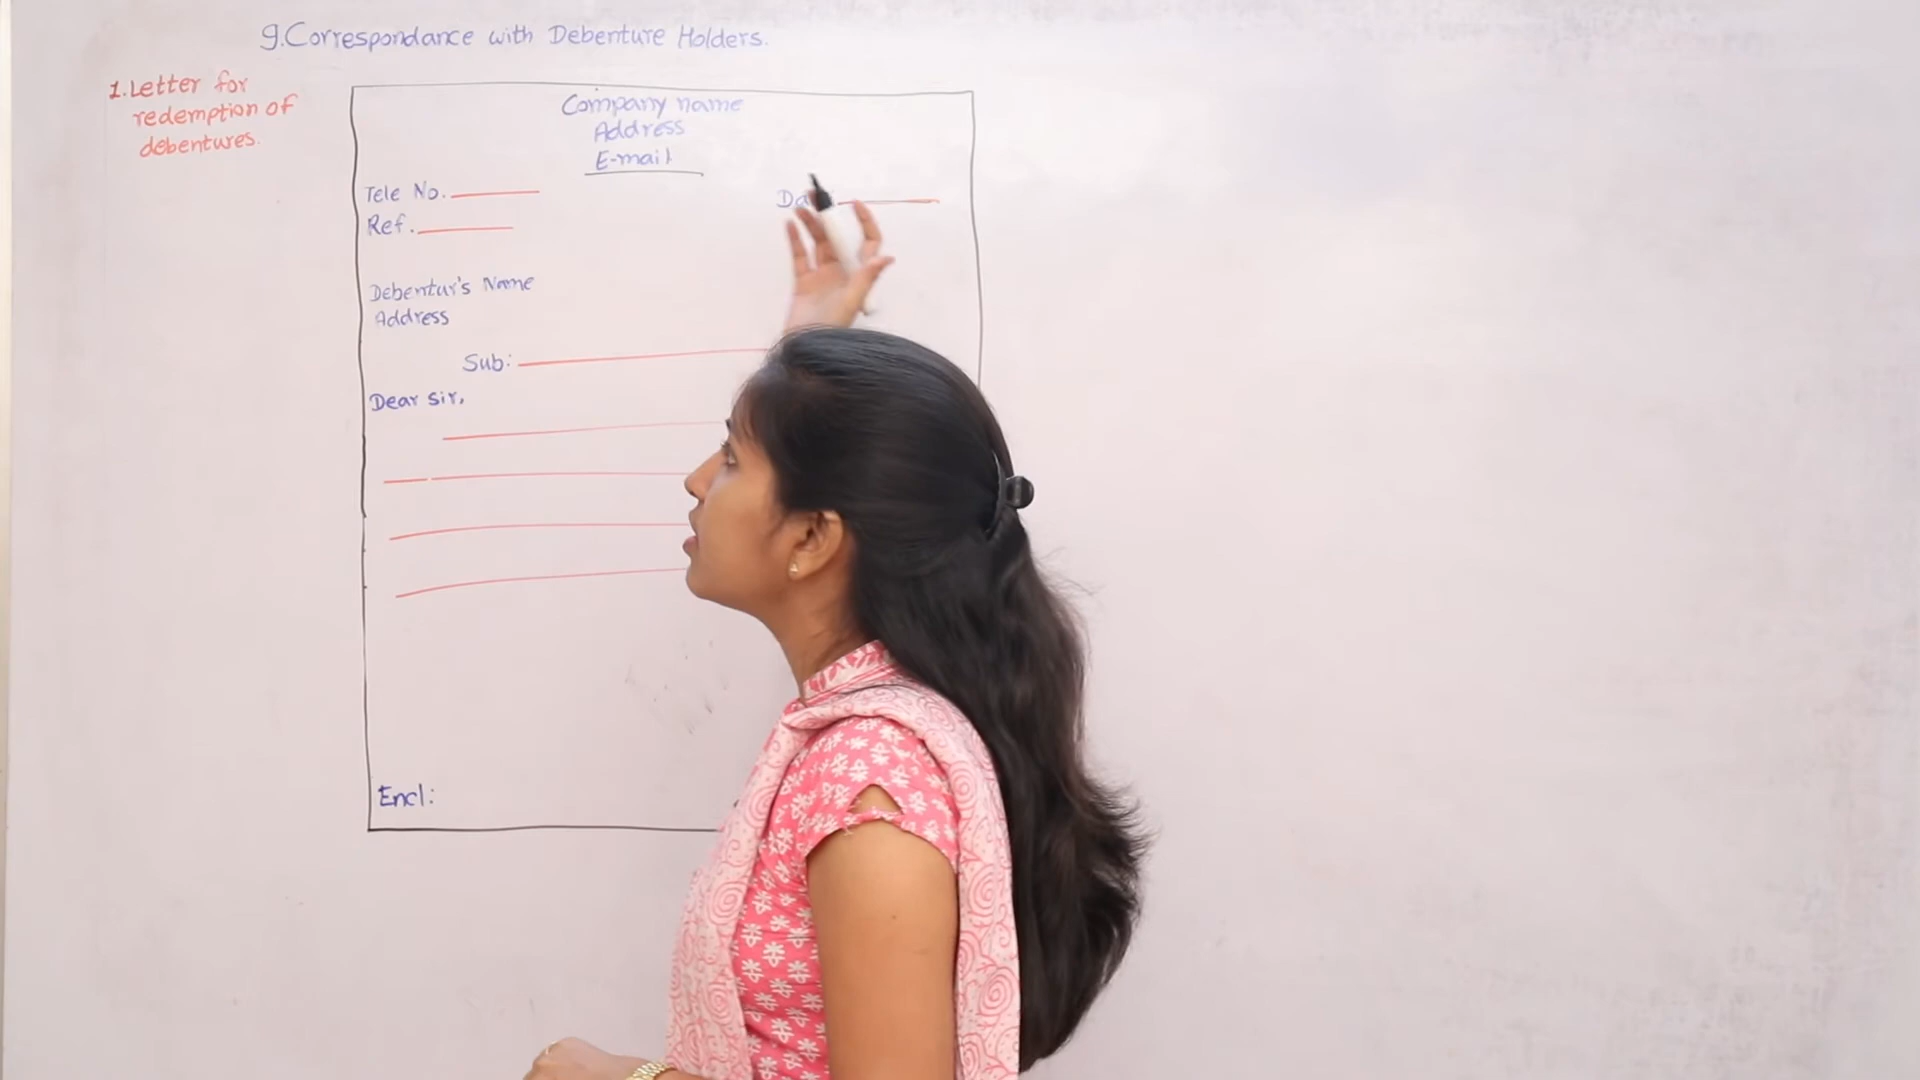 9.Correspondance with Debenture Holders.
1.Letter for
redemption of
debentures.
Company name
Address
E-mail
Tele No.
Ref.
Debentur's Name
Address
Sub:
Dear Sir,
Encl: